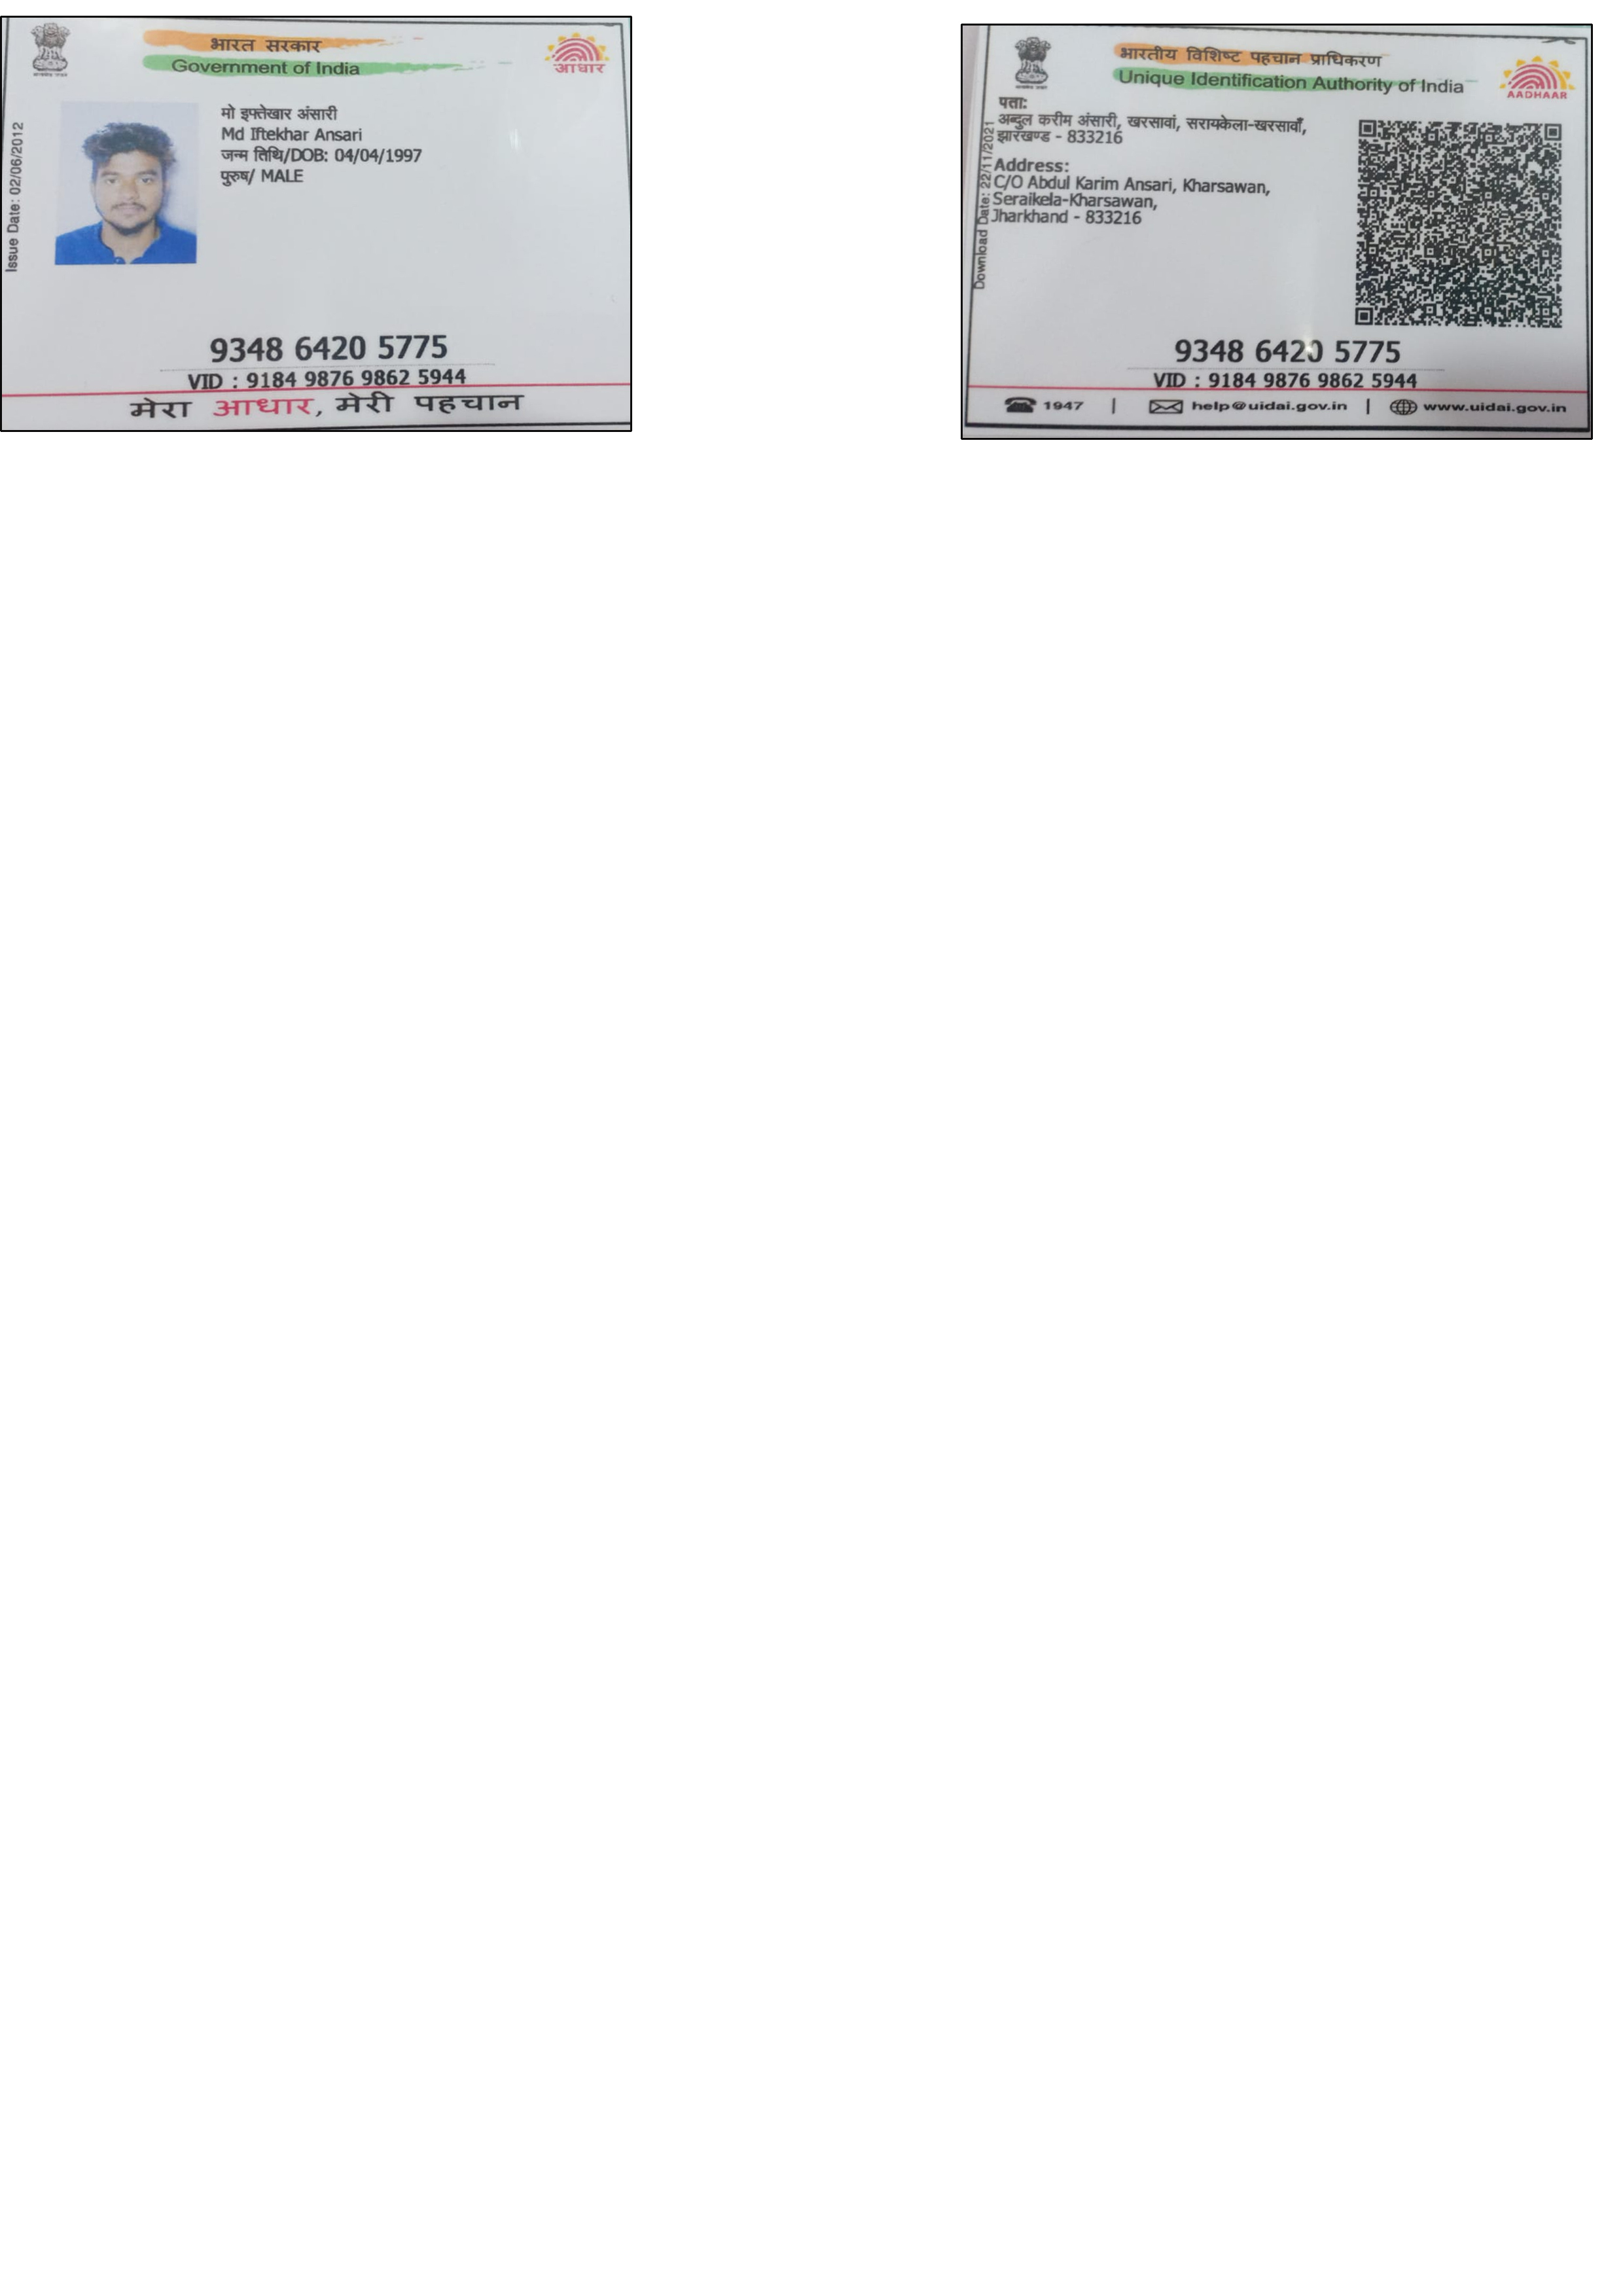 भारत सरकार
Government of India
आधार
Issue Date: 02/06/2012
मो इफ्तेखार अंसारी
Md Iftekhar Ansari
जन्म तिथि/DOB: 04/04/1997
पुरुष/ MALE
9348 6420 5775
VID : 9184 9876 9862 5944
मेरा आधार, मेरी पहचान
भारतीय विशिष्ट पहचान प्राधिकरण
Unique Identification Authority of India
AADHAAR
Download Date: 22/11/2021
पता:
अब्दुल करीम अंसारी, खरसावां, सरायकेला-खरसावाँ,
झारखण्ड - 833216
Address:
C/O Abdul Karim Ansari, Kharsawan,
Seraikela-Kharsawan,
Jharkhand - 833216
9348 6420 5775
VID : 9184 9876 9862 5944
1947 | help@uidai.gov.in | www.uidai.gov.in